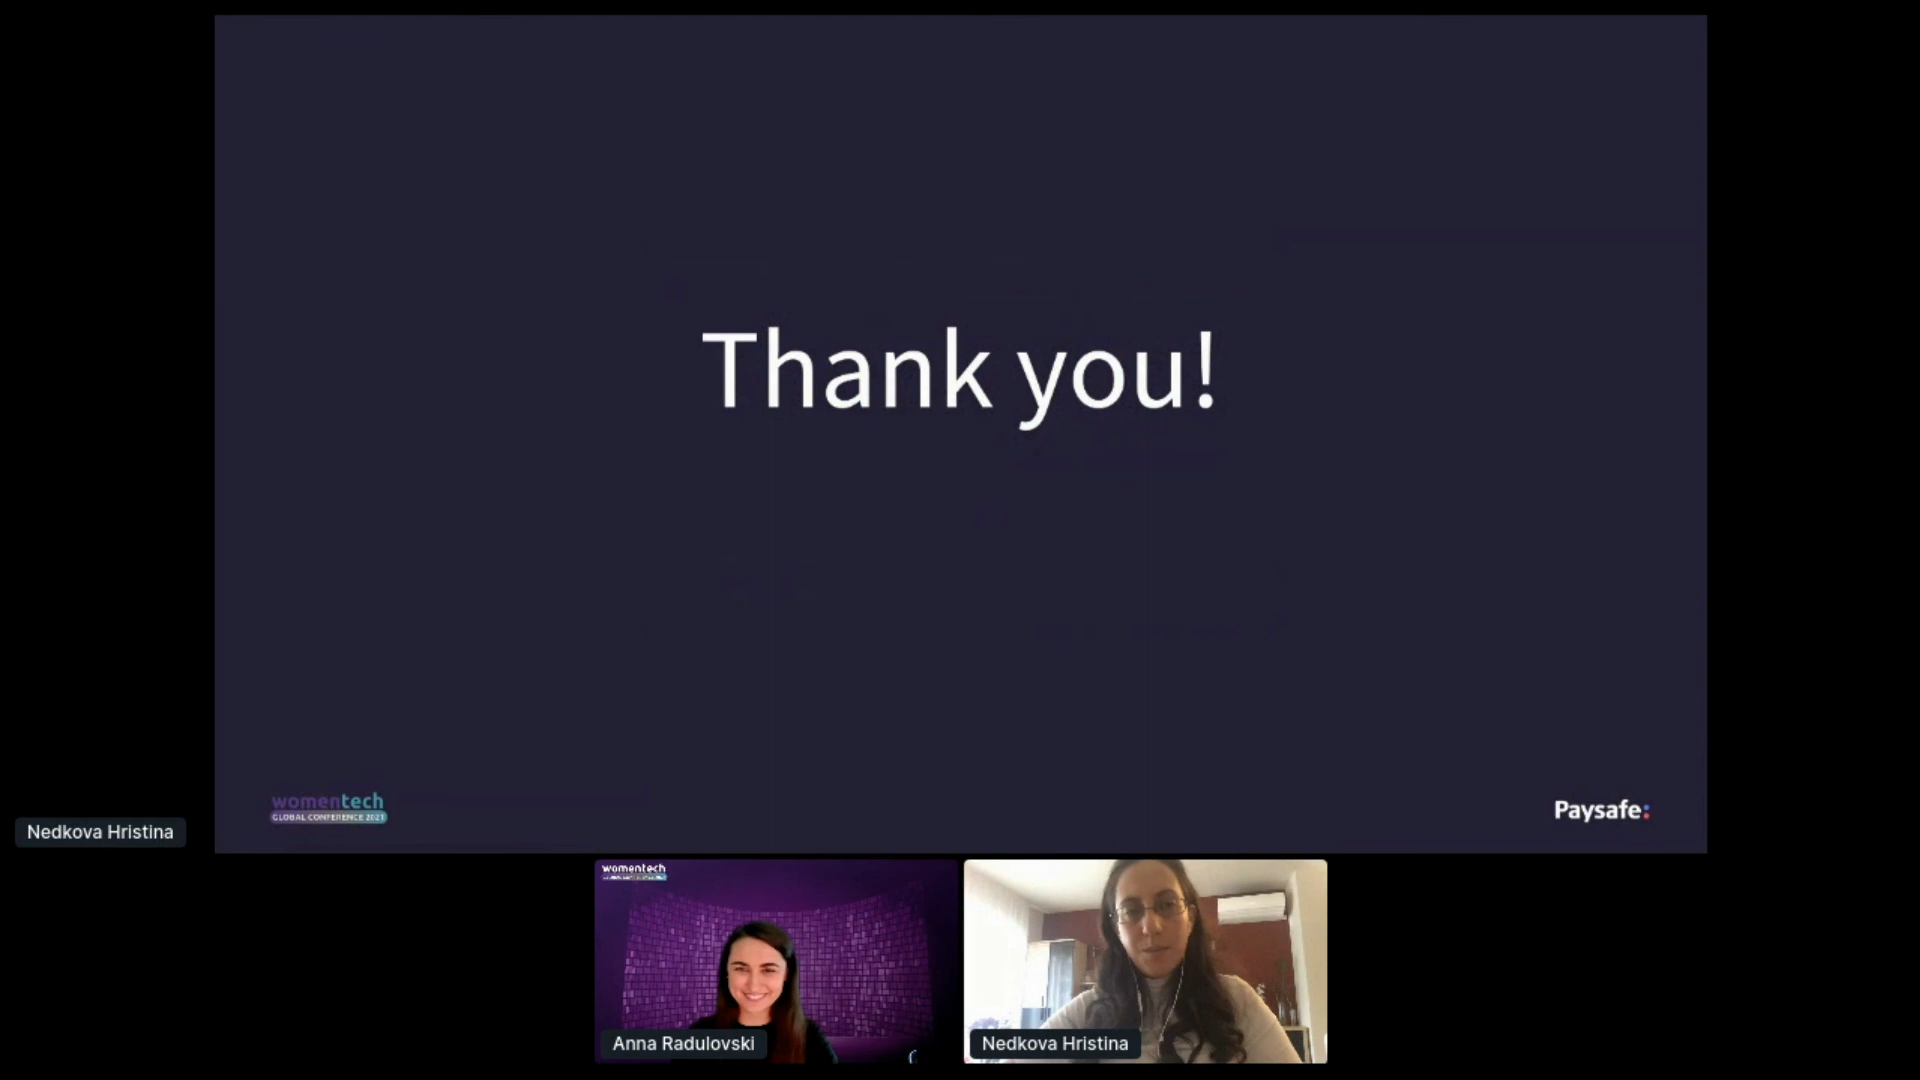 Thank you!
womentech
GLOBAL CONFERENCE 2021
Paysafe:
Nedkova Hristina
womentech
Anna Radulovski
Nedkova Hristina